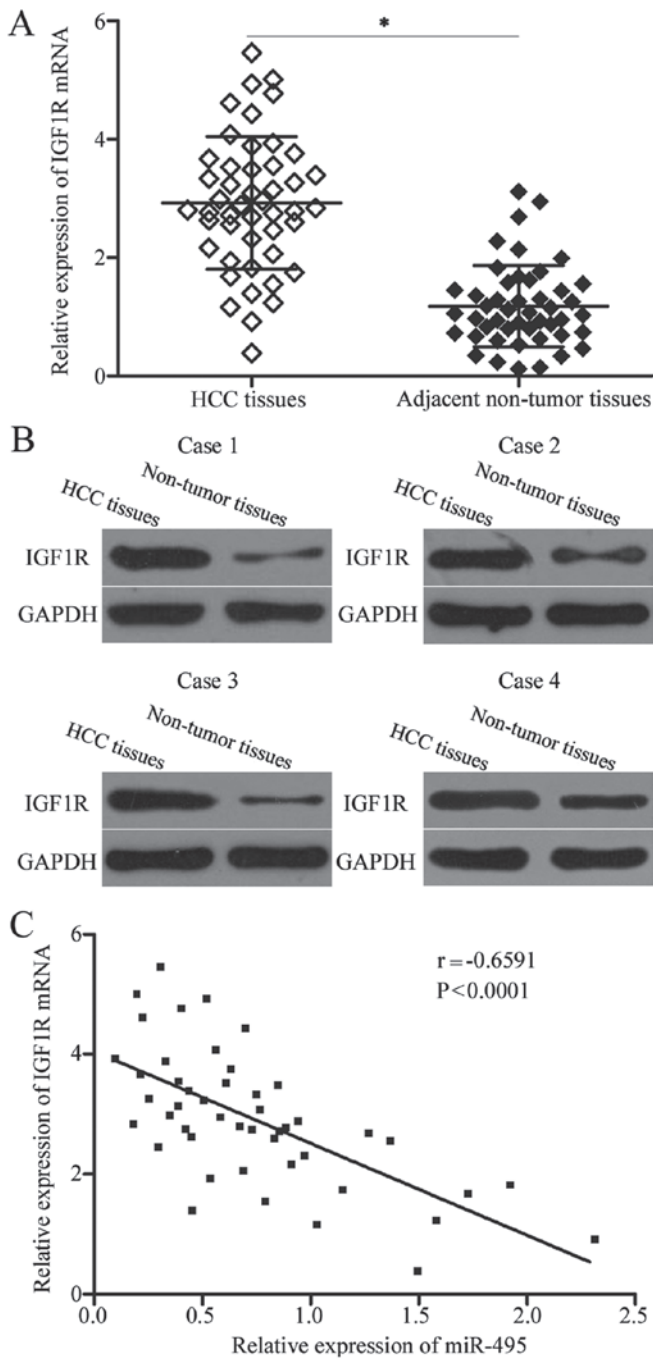 A
Relative expression of IGF1R mRNA
6
4
2
0
*
HCC tissues
Adjacent non-tumor tissues
B
Case 1
HCC tissues
Non-tumor tissues
IGF1R
GAPDH
Case 2
HCC tissues
Non-tumor tissues
IGF1R
GAPDH
Case 3
HCC tissues
Non-tumor tissues
IGF1R
GAPDH
Case 4
HCC tissues
Non-tumor tissues
IGF1R
GAPDH
C
Relative expression of IGF1R mRNA
6
4
2
0
r=-0.6591
P<0.0001
0.0 0.5 1.0 1.5 2.0 2.5
Relative expression of miR-495